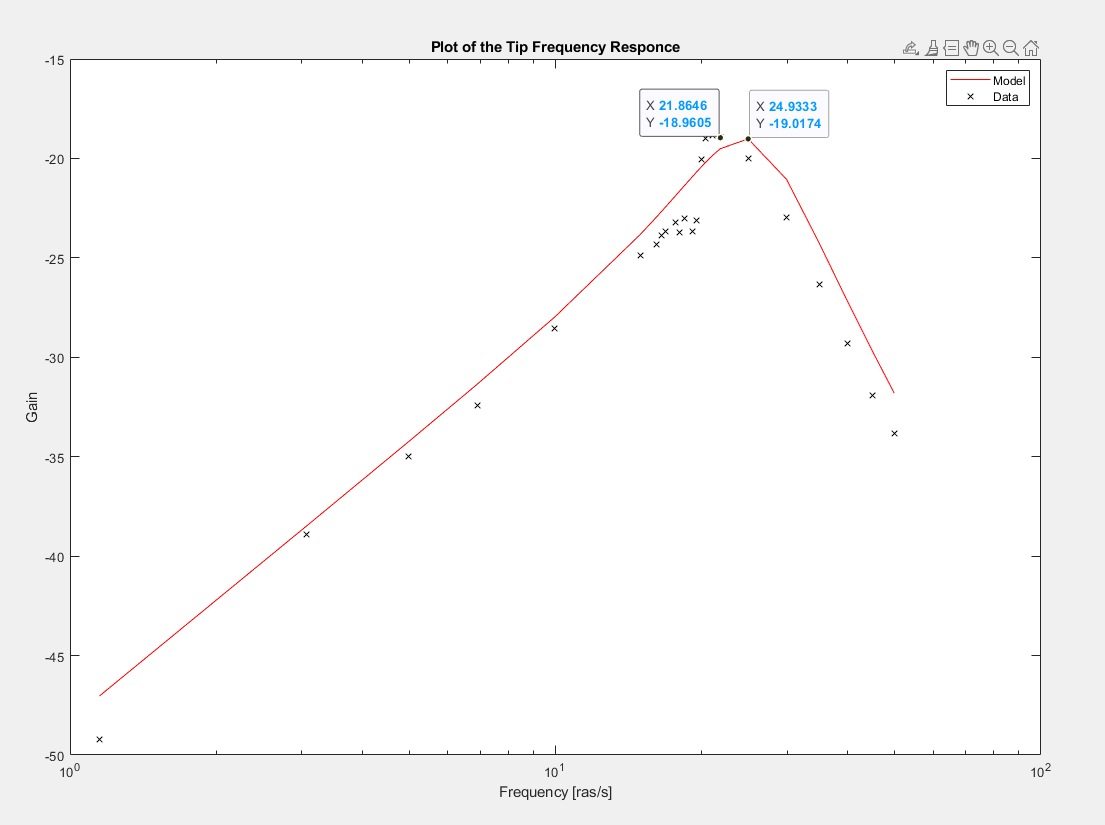 Plot of the Tip Frequency Responce
-15
-20
-25
-30
-35
-40
-45
-50
Gain
10^0
10^1
10^2
Frequency [ras/s]
X 21.8646
Y -18.9605
X 24.9333
Y -19.0174
Model
Data